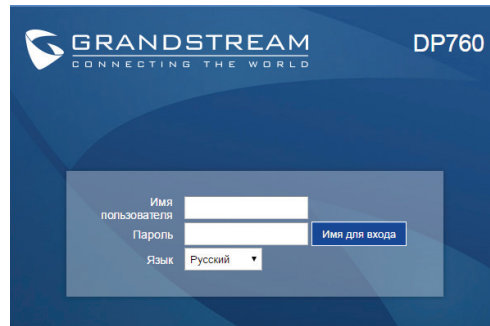 GRANDSTREAM
CONNECTING THE WORLD
DP760
Имя
пользователя
Пароль
Имя для входа
Язык
Русский